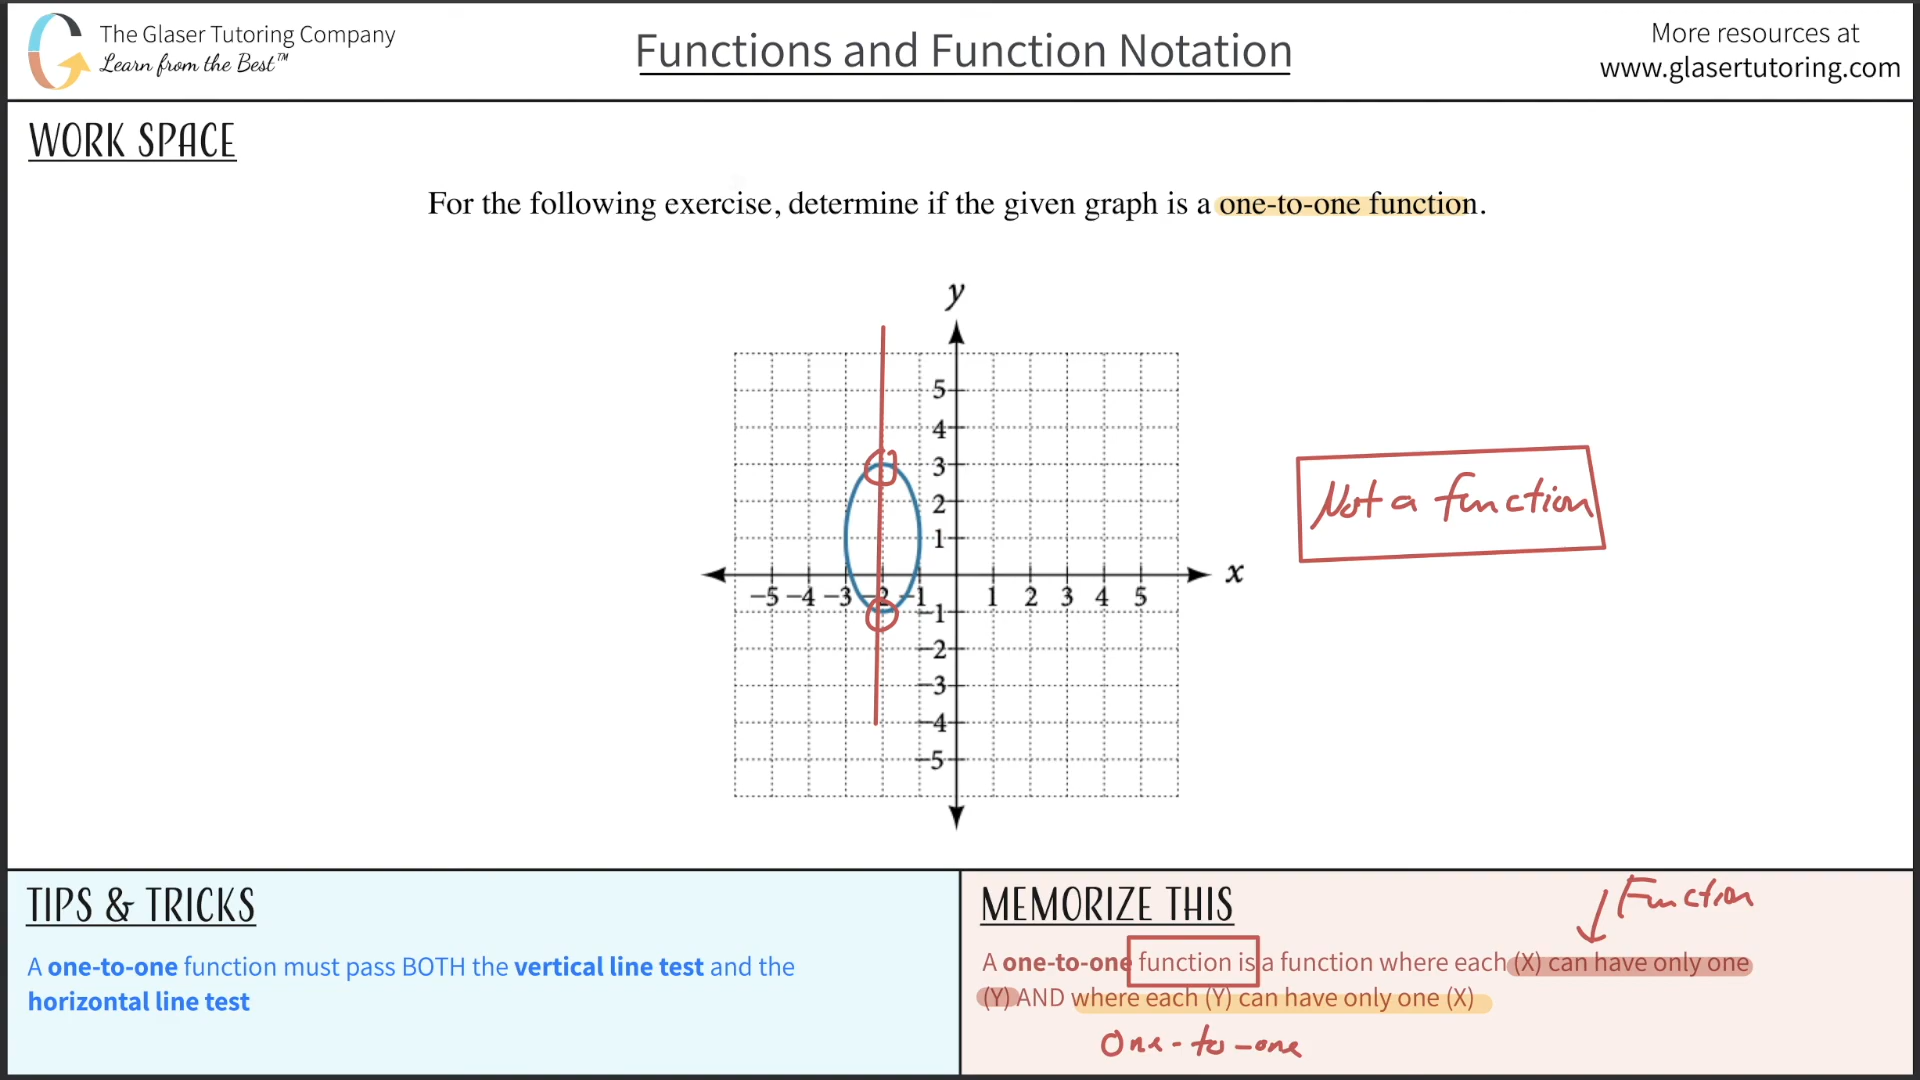 The Glaser Tutoring Company
Learn from the Best™
Functions and Function Notation
More resources at
www.glasertutoring.com
WORK SPACE
For the following exercise, determine if the given graph is a one-to-one function.
y
5
4
3
2
1
−5 −4 −3 −2 −1 1 2 3 4 5 x
−1
−2
−3
−4
−5
Not a function
TIPS & TRICKS
A one-to-one function must pass BOTH the vertical line test and the
horizontal line test
MEMORIZE THIS
Function
A one-to-one function is a function where each (X) can have only one
(Y) AND where each (Y) can have only one (X)
One-to-one